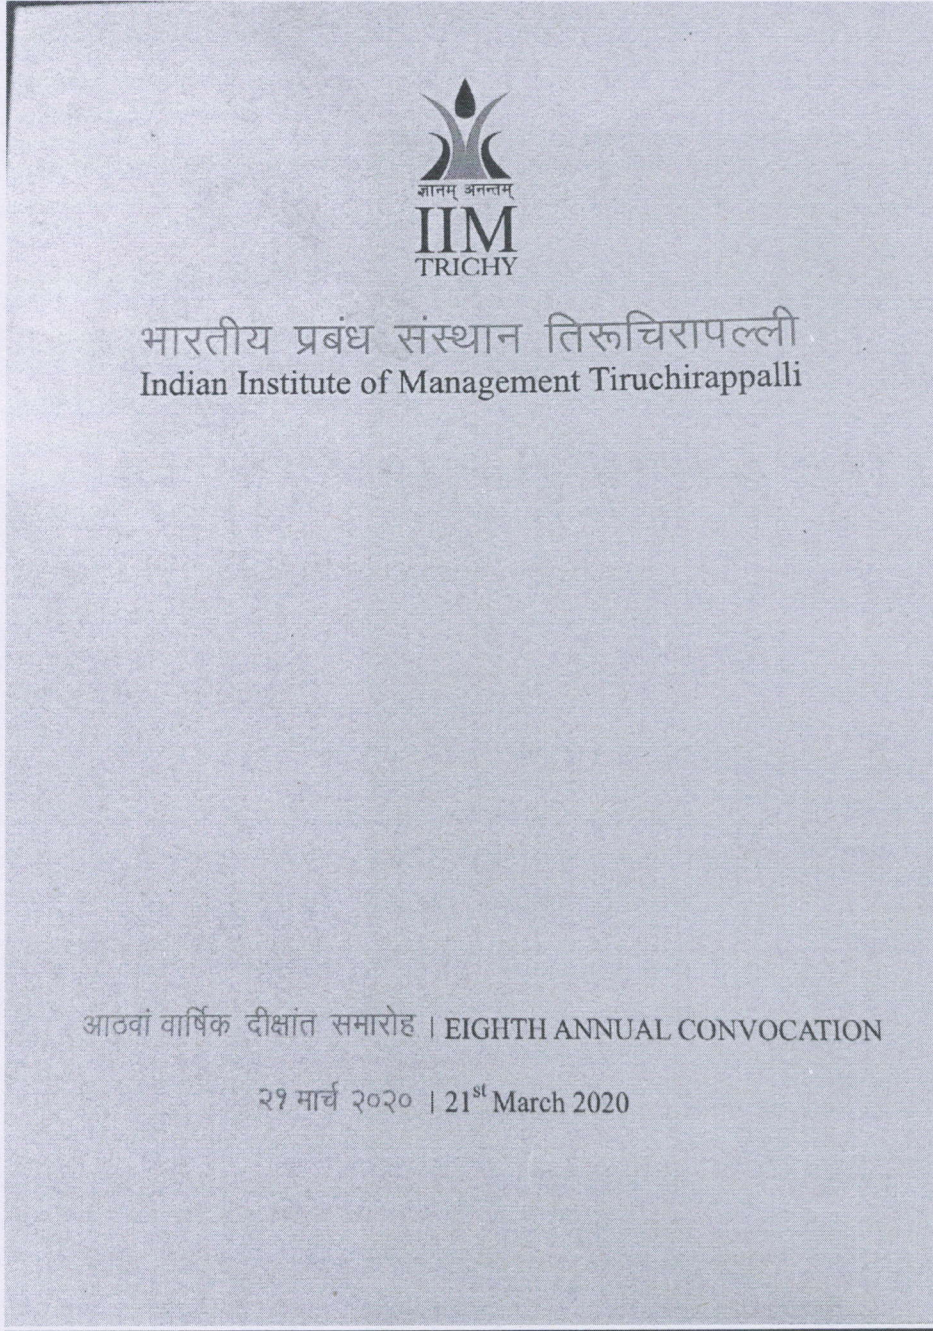 ज्ञानम् अनन्तम्
IIM
TRICHY
भारतीय प्रबंध संस्थान तिरूचिरापल्ली
Indian Institute of Management Tiruchirappalli
आठवां वार्षिक दीक्षांत समारोह | EIGHTH ANNUAL CONVOCATION
२१ मार्च २०२० | 21st March 2020